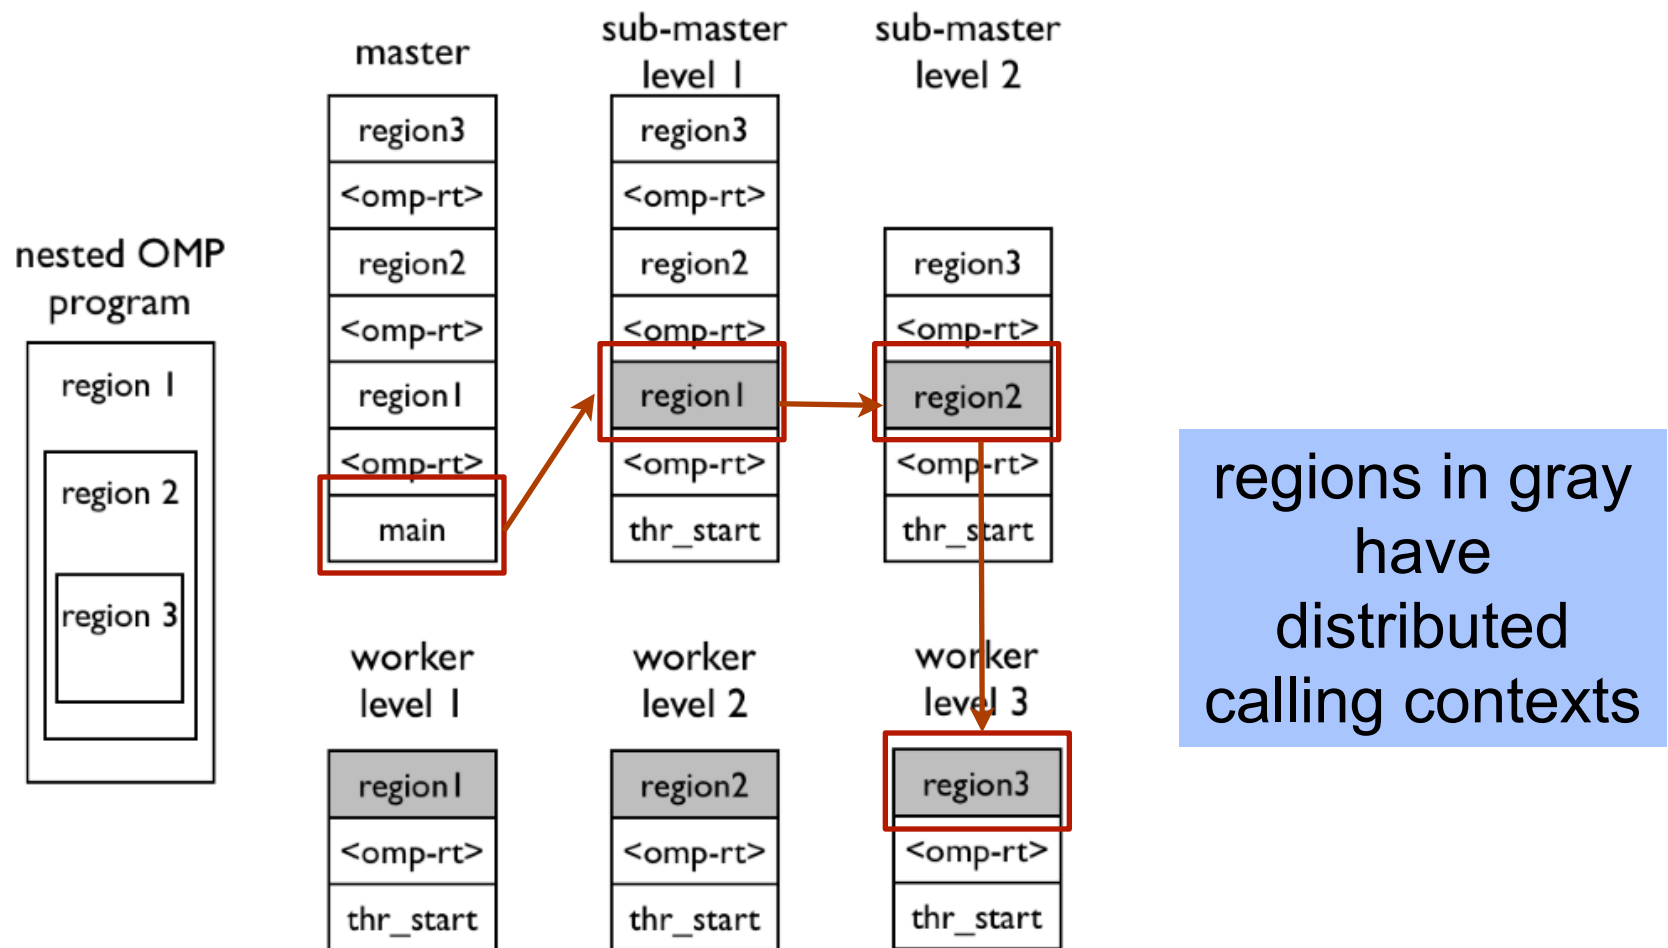 nested OMP
program
region 1
region 2
region 3
master
region3
<omp-rt>
region2
<omp-rt>
region1
<omp-rt>
main
sub-master
level 1
region3
<omp-rt>
region2
<omp-rt>
region1
<omp-rt>
thr_start
sub-master
level 2
region3
<omp-rt>
region2
<omp-rt>
thr_start
worker
level 1
region1
<omp-rt>
thr_start
worker
level 2
region2
<omp-rt>
thr_start
worker
level 3
region3
<omp-rt>
thr_start
regions in gray
have
distributed
calling contexts